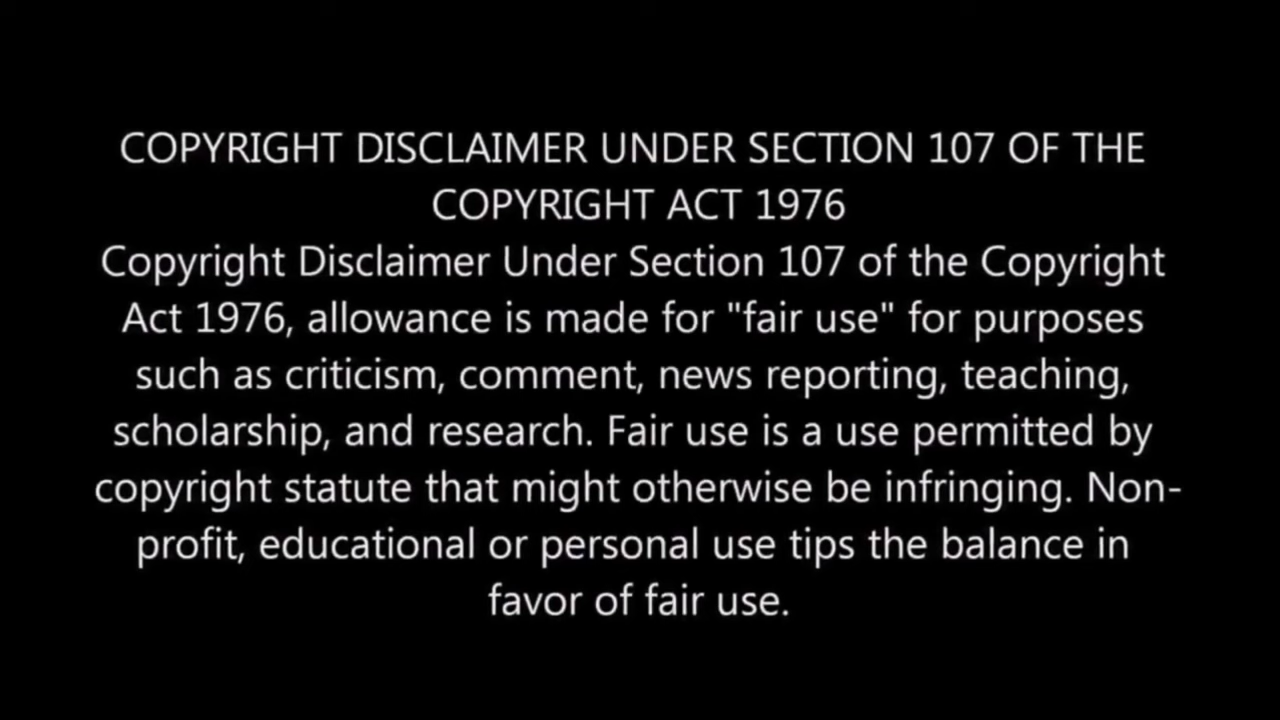 COPYRIGHT DISCLAIMER UNDER SECTION 107 OF THE
COPYRIGHT ACT 1976
Copyright Disclaimer Under Section 107 of the Copyright
Act 1976, allowance is made for "fair use" for purposes
such as criticism, comment, news reporting, teaching,
scholarship, and research. Fair use is a use permitted by
copyright statute that might otherwise be infringing. Non-
profit, educational or personal use tips the balance in
favor of fair use.